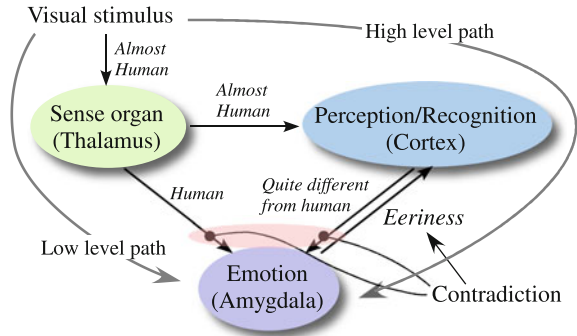 Visual stimulus
High level path
Almost
Human
Almost
Human
Sense organ
(Thalamus)
Perception/Recognition
(Cortex)
Human
Quite different
from human
Eeriness
Low level path
Emotion
(Amygdala)
Contradiction